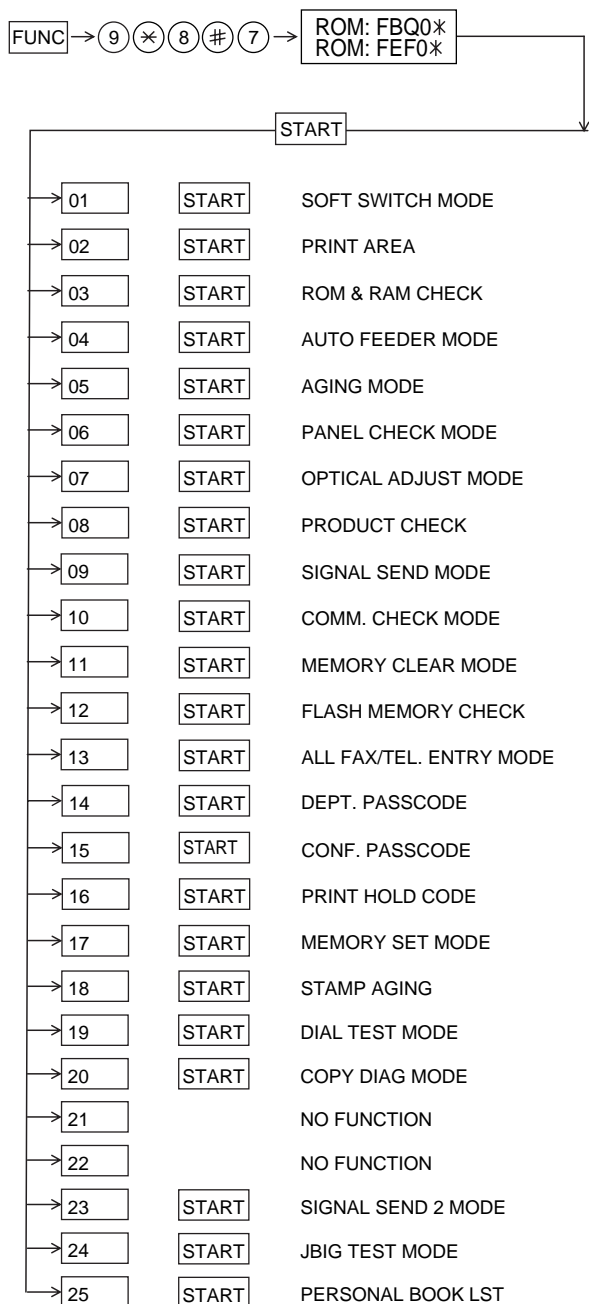 FUNC 9 * 8 # 7 ROM: FBQ0*
ROM: FEF0*
START
01 START SOFT SWITCH MODE
02 START PRINT AREA
03 START ROM & RAM CHECK
04 START AUTO FEEDER MODE
05 START AGING MODE
06 START PANEL CHECK MODE
07 START OPTICAL ADJUST MODE
08 START PRODUCT CHECK
09 START SIGNAL SEND MODE
10 START COMM. CHECK MODE
11 START MEMORY CLEAR MODE
12 START FLASH MEMORY CHECK
13 START ALL FAX/TEL. ENTRY MODE
14 START DEPT. PASSCODE
15 START CONF. PASSCODE
16 START PRINT HOLD CODE
17 START MEMORY SET MODE
18 START STAMP AGING
19 START DIAL TEST MODE
20 START COPY DIAG MODE
21 NO FUNCTION
22 NO FUNCTION
23 START SIGNAL SEND 2 MODE
24 START JBIG TEST MODE
25 START PERSONAL BOOK LST